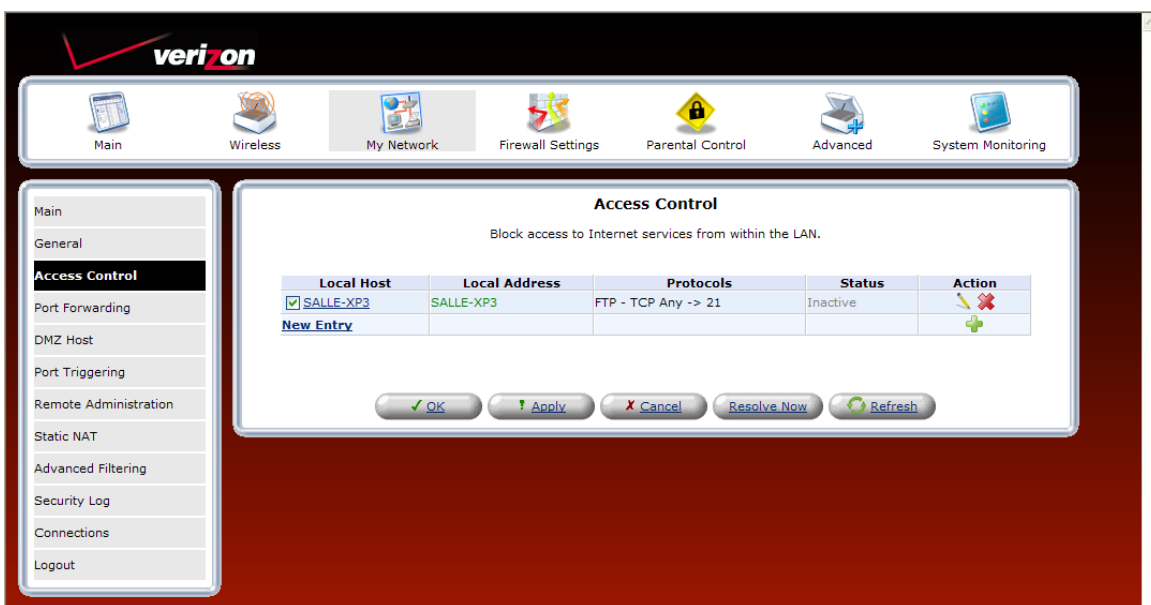 verizon
Main Wireless My Network Firewall Settings Parental Control Advanced System Monitoring
Main
General
Access Control
Port Forwarding
DMZ Host
Port Triggering
Remote Administration
Static NAT
Advanced Filtering
Security Log
Connections
Logout
Access Control
Block access to Internet services from within the LAN.
Local Host Local Address Protocols Status Action
SALLE-XP3 SALLE-XP3 FTP - TCP Any -> 21 Inactive
New Entry
OK Apply Cancel Resolve Now Refresh